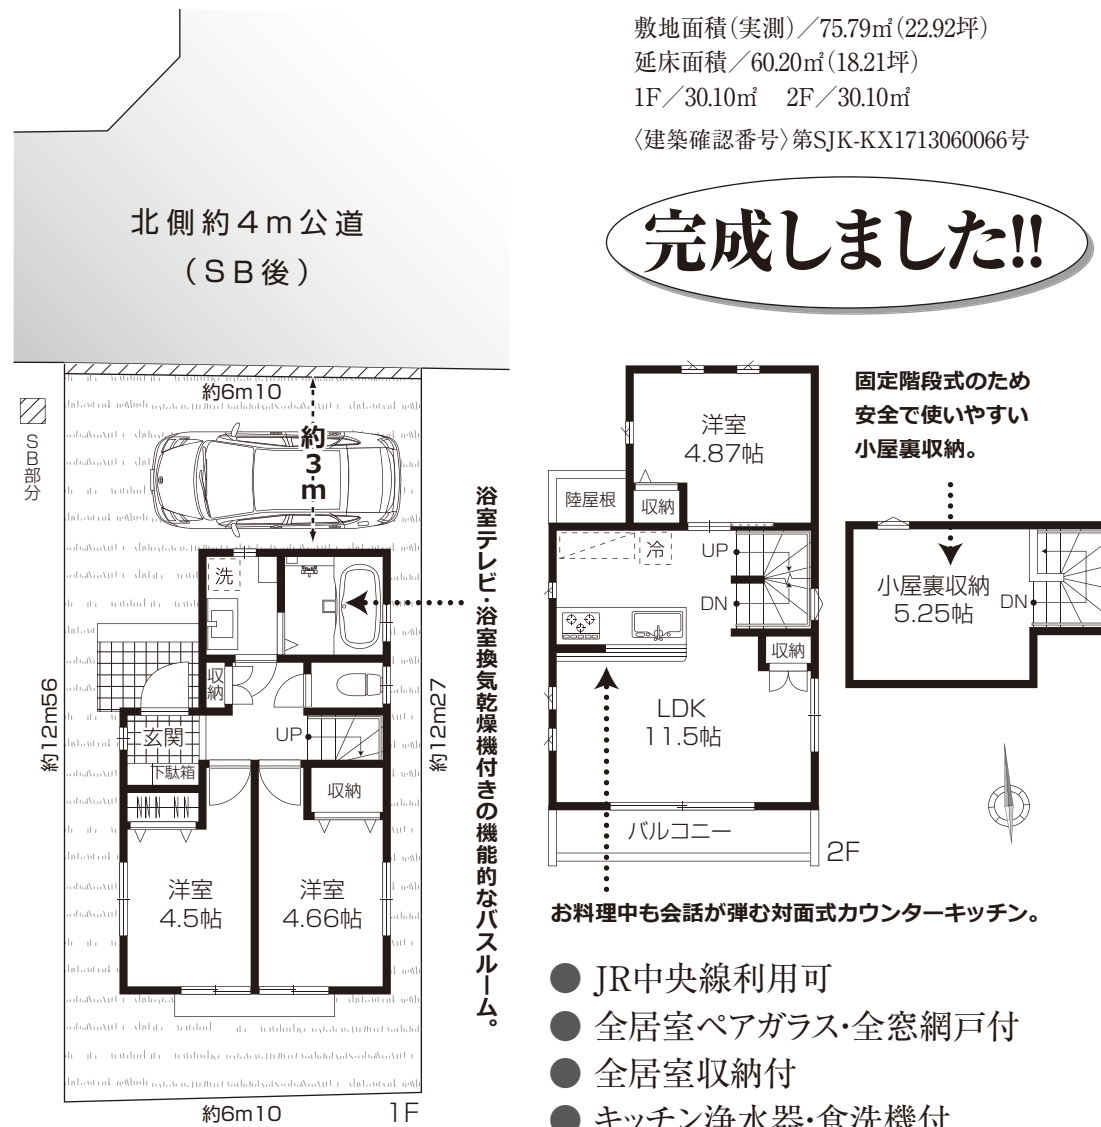 敷地面積(実測)／75.79㎡(22.92坪)
延床面積／60.20㎡(18.21坪)
1F／30.10㎡　2F／30.10㎡
〈建築確認番号〉第SJK-KX1713060066号
完成しました!!
北側約4m公道
(SB後)
約6m10
SB部分
約3m
洗
収納
玄関
下駄箱
UP
収納
洋室
4.5帖
洋室
4.66帖
約12m56
約12m27
約6m10
1F
浴室テレビ・浴室換気乾燥機付きの機能的なバスルーム。
洋室
4.87帖
陸屋根
収納
冷
UP
DN
収納
LDK
11.5帖
バルコニー
2F
固定階段式のため
安全で使いやすい
小屋裏収納。
小屋裏収納
5.25帖
DN
お料理中も会話が弾む対面式カウンターキッチン。
● JR中央線利用可
● 全居室ペアガラス・全窓網戸付
● 全居室収納付
● キッチン浄水器・食洗機付